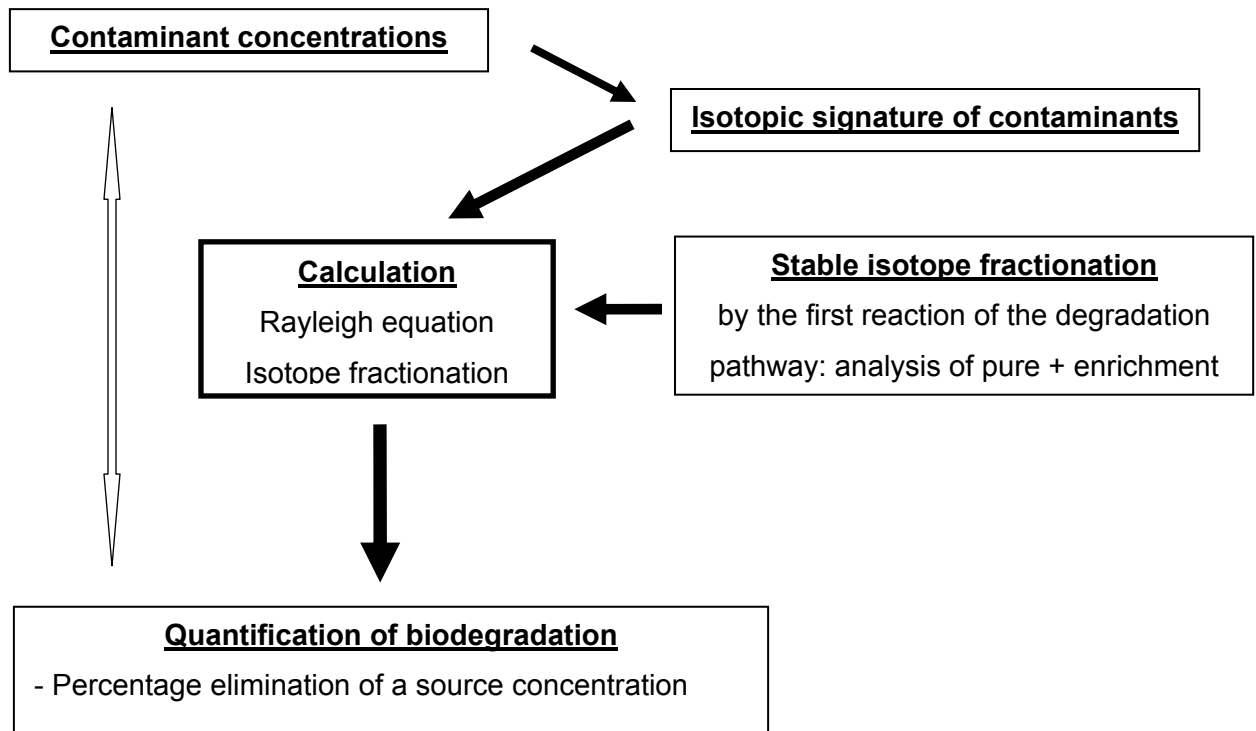 Contaminant concentrations
Isotopic signature of contaminants
Calculation
Rayleigh equation
Isotope fractionation
Stable isotope fractionation
by the first reaction of the degradation
pathway: analysis of pure + enrichment
Quantification of biodegradation
- Percentage elimination of a source concentration